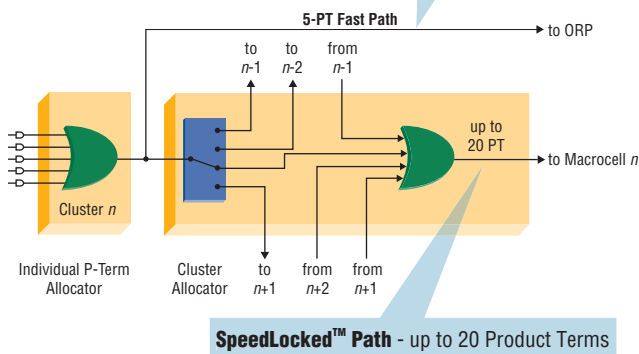 5-PT Fast Path
to ORP
to
n-1
to
n-2
from
n-1
up to
20 PT
to Macrocell n
Cluster n
Individual P-Term
Allocator
Cluster
Allocator
to
n+1
from
n+2
from
n+1
SpeedLocked™ Path - up to 20 Product Terms